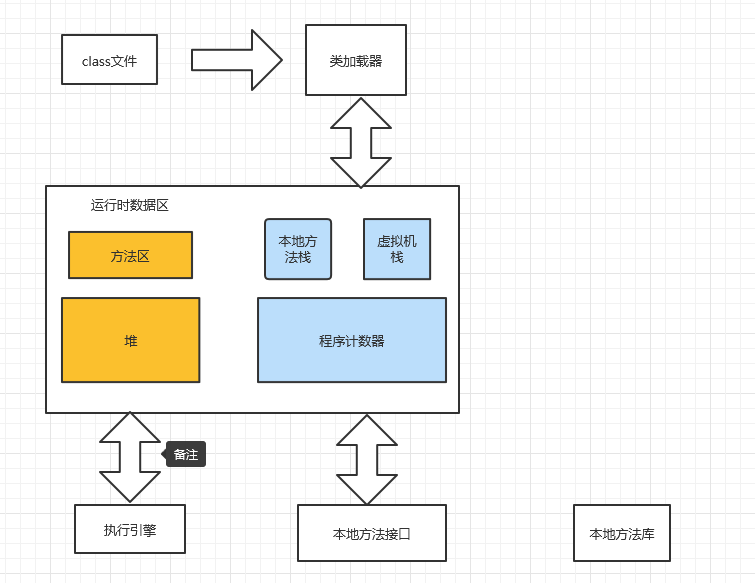 class文件
类加载器
运行时数据区
方法区
本地方
法栈
虚拟机
栈
堆
程序计数器
备注
执行引擎
本地方法接口
本地方法库